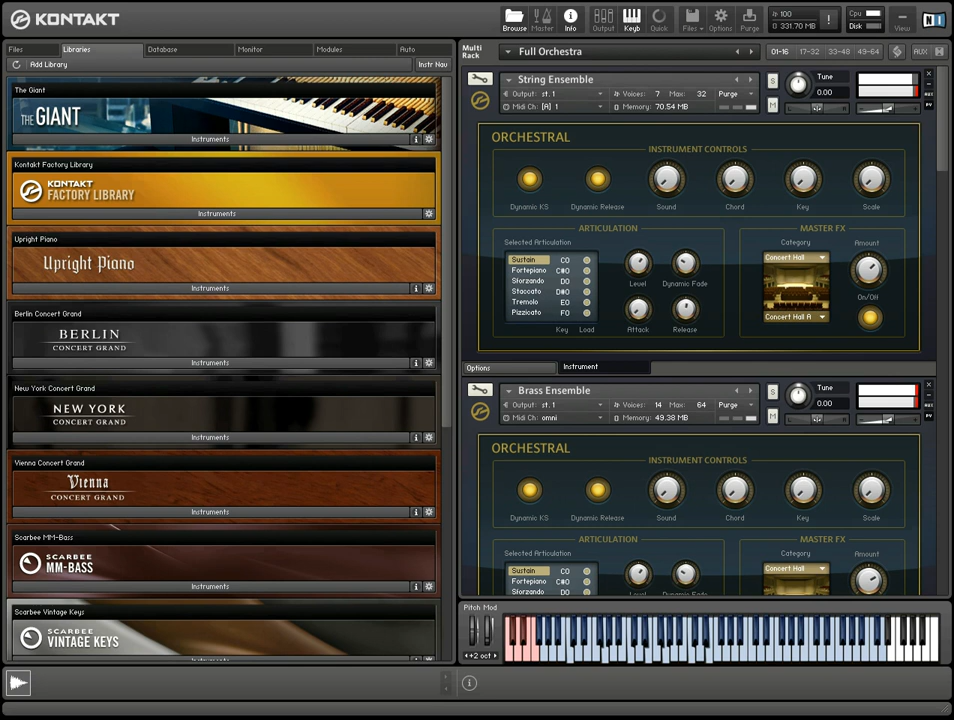 KONTAKT
Browse Master Info Output Keyb Quick Files Options Purge
100
331.70 MB
!
Cpu
Disk
View
Files Libraries Database Monitor Modules Auto
Add Library
Instr Nav
The Giant
THE GIANT
Instruments
Kontakt Factory Library
KONTAKT
FACTORY LIBRARY
Instruments
Upright Piano
Upright Piano
Instruments
Berlin Concert Grand
BERLIN
CONCERT GRAND
Instruments
New York Concert Grand
NEW YORK
CONCERT GRAND
Instruments
Vienna Concert Grand
Vienna
CONCERT GRAND
Instruments
Scarbee MM-Bass
SCARBEE
MM-BASS
Instruments
Scarbee Vintage Keys
SCARBEE
VINTAGE KEYS
Instruments
Multi Rack
Full Orchestra
01-16 17-32 33-48 49-64 AUX
String Ensemble
Output: st. 1 Voices: 7 Max: 32 Purge
Midi Ch: [A] 1 Memory: 70.54 MB
S
M
Tune
0.00
ORCHESTRAL
INSTRUMENT CONTROLS
Dynamic KS Dynamic Release Sound Chord Key Scale
ARTICULATION
Selected Articulation
Sustain C0
Fortepiano C#0
Sforzando D0
Staccato D#0
Tremolo E0
Pizzicato F0
Key Load
Level Dynamic Fade
Attack Release
MASTER FX
Category Amount
Concert Hall
Concert Hall A
On/Off
Options Instrument
Brass Ensemble
Output: st. 1 Voices: 14 Max: 64 Purge
Midi Ch: omni Memory: 49.38 MB
S
M
Tune
0.00
ORCHESTRAL
INSTRUMENT CONTROLS
Dynamic KS Dynamic Release Sound Chord Key Scale
ARTICULATION
Selected Articulation
Sustain C0
Fortepiano C#0
Sforzando D0
Level Dynamic Fade
MASTER FX
Category Amount
Concert Hall
Pitch Mod
+2 oct